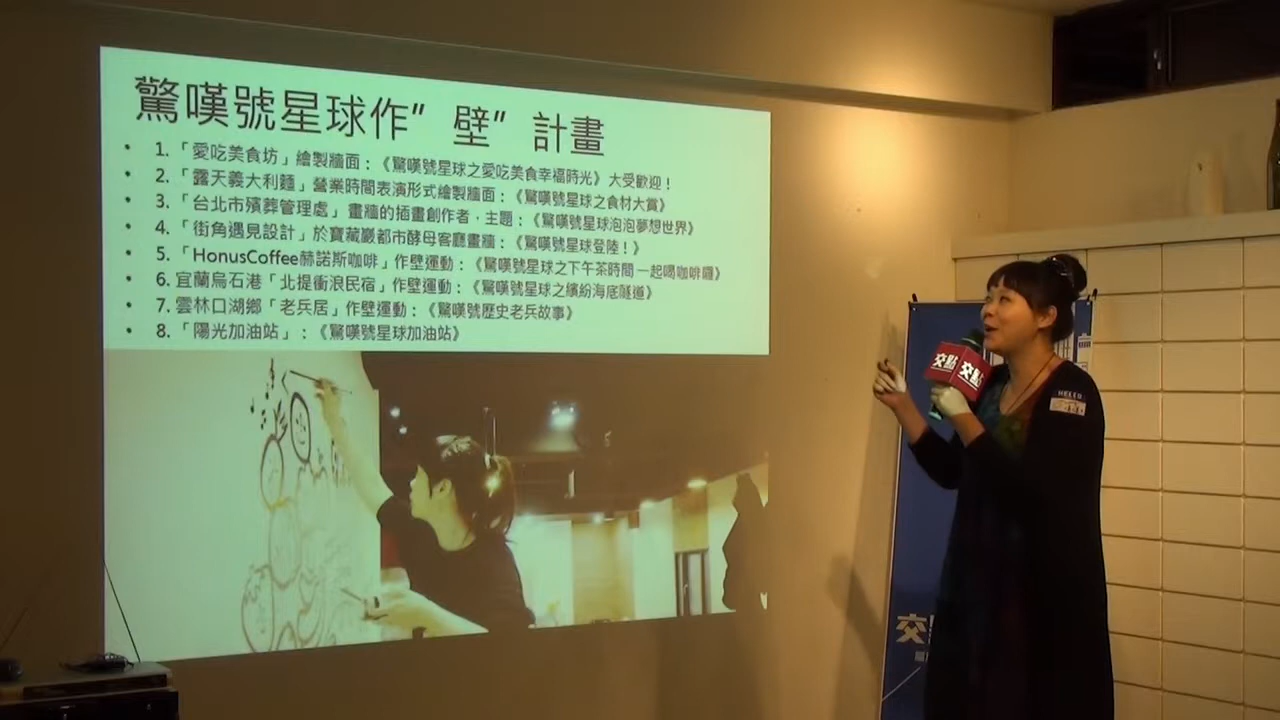 驚嘆號星球作”壁”計畫
• 1.「愛吃美食坊」繪製牆面：《驚嘆號星球之愛吃美食幸福時光》大受歡迎！
• 2.「露天義大利麵」營業時間表演形式繪製牆面：《驚嘆號星球之食材大賞》
• 3.「台北市殯葬管理處」畫牆的插畫創作者，主題：《驚嘆號星球泡泡夢想世界》
• 4.「街角遇見設計」於寶藏巖都市酵母客廳畫牆：《驚嘆號星球登陸！》
• 5.「HonusCoffee赫諾斯咖啡」作壁運動：《驚嘆號星球之下午茶時間 一起喝咖啡囉》
• 6. 宜蘭烏石港「北提衝浪民宿」作壁運動：《驚嘆號星球之繽紛海底隧道》
• 7. 雲林口湖鄉「老兵居」作壁運動：《驚嘆號歷史老兵故事》
• 8.「陽光加油站」：《驚嘆號星球加油站》
交點
交點
HELLO
交